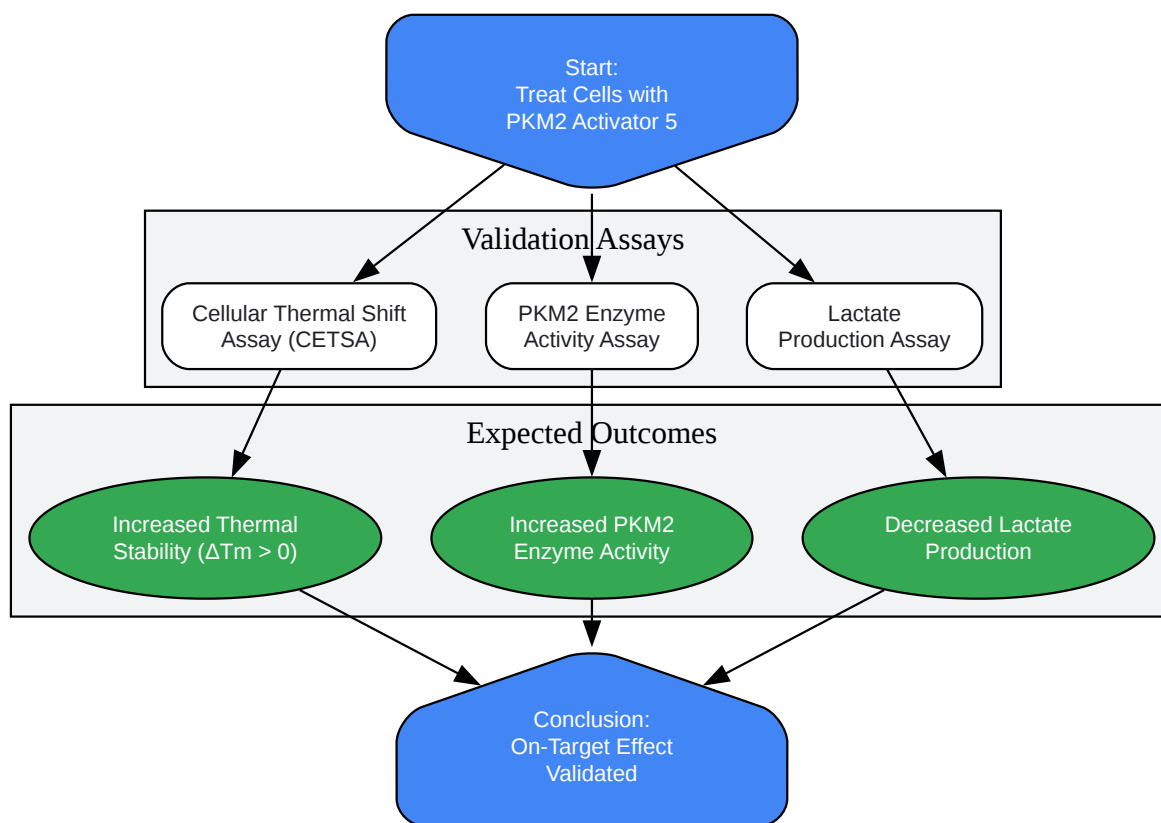 Start:
Treat Cells with
PKM2 Activator 5
Validation Assays
Cellular Thermal Shift
Assay (CETSA)
PKM2 Enzyme
Activity Assay
Lactate
Production Assay
Expected Outcomes
Increased Thermal
Stability (ΔTm > 0)
Increased PKM2
Enzyme Activity
Decreased Lactate
Production
Conclusion:
On-Target Effect
Validated